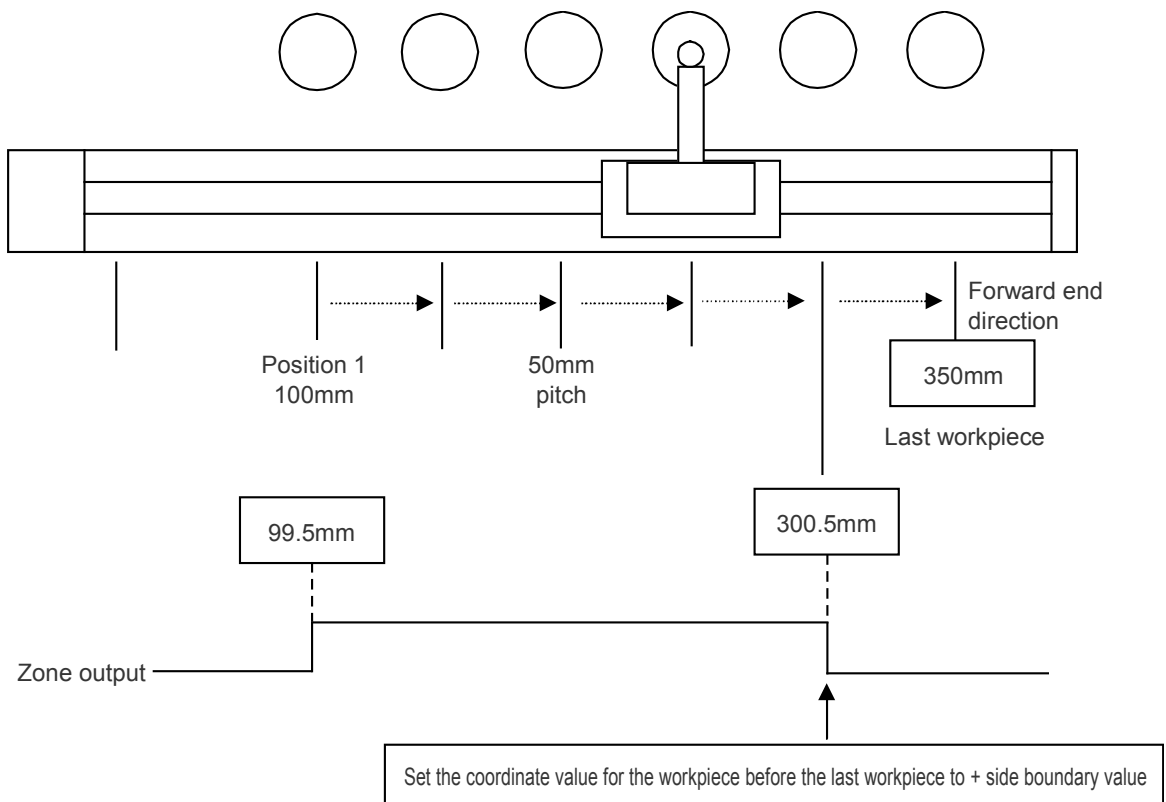 Forward end
direction
Position 1
100mm
50mm
pitch
350mm
Last workpiece
99.5mm
300.5mm
Zone output
Set the coordinate value for the workpiece before the last workpiece to + side boundary value